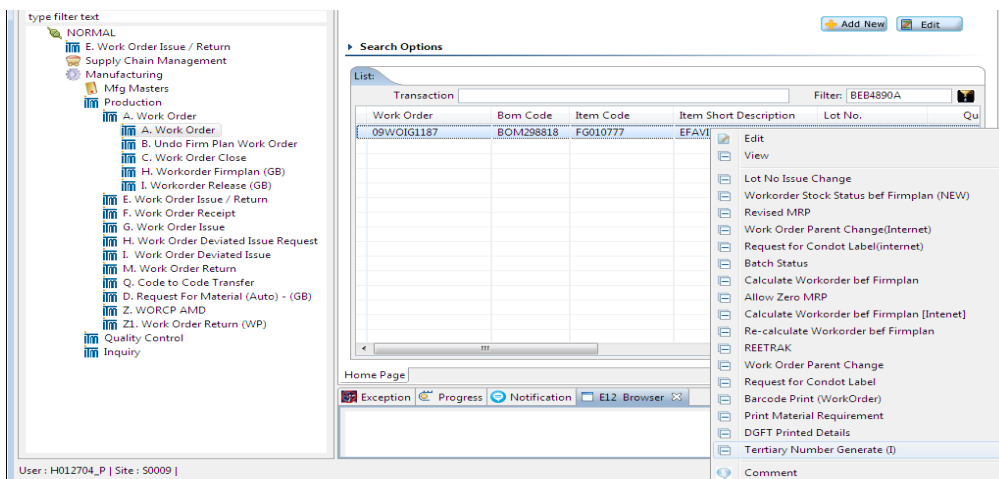 type filter text
NORMAL
E. Work Order Issue / Return
Supply Chain Management
Manufacturing
Mfg Masters
Production
A. Work Order
A. Work Order
B. Undo Firm Plan Work Order
C. Work Order Close
H. Workorder Firmplan (GB)
I. Workorder Release (GB)
E. Work Order Issue / Return
F. Work Order Receipt
G. Work Order Issue
H. Work Order Deviated Issue Request
I. Work Order Deviated Issue
M. Work Order Return
Q. Code to Code Transfer
D. Request For Material (Auto) - (GB)
Z. WORCP AMD
Z1. Work Order Return (WP)
Quality Control
Inquiry
Add New Edit
Search Options
List:
Transaction Filter: BEB4890A
Work Order Bom Code Item Code Item Short Description Lot No. Qu
09WOIG1187 BOM298818 FG010777 EFAVI
Edit
View
Lot No Issue Change
Workorder Stock Status bef Firmplan (NEW)
Revised MRP
Work Order Parent Change(Internet)
Request for Condot Label(internet)
Batch Status
Calculate Workorder bef Firmplan
Allow Zero MRP
Calculate Workorder bef Firmplan [Intenet]
Re-calculate Workorder bef Firmplan
REETRAK
Work Order Parent Change
Request for Condot Label
Barcode Print (WorkOrder)
Print Material Requirement
DGFT Printed Details
Terrtiary Number Generate (I)
Comment
Home Page
Exception Progress Notification E12 Browser
User : H012704_P | Site : S0009 |